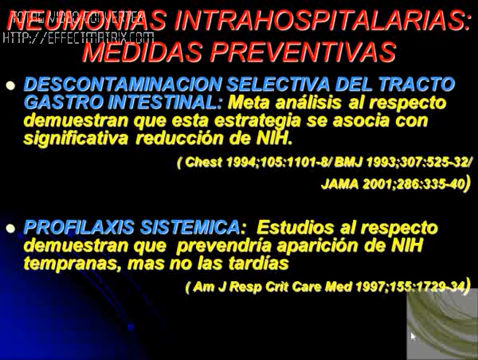 NEUMONIAS INTRAHOSPITALARIAS:
HTTP://EFFECTMATRIX.COM
MEDIDAS PREVENTIVAS
DESCONTAMINACION SELECTIVA DEL TRACTO
GASTRO INTESTINAL: Meta análisis al respecto
demuestran que esta estrategia se asocia con
significativa reducción de NIH.
( Chest 1994;105:1101-8/ BMJ 1993;307:525-32/
JAMA 2001;286:335-40)
PROFILAXIS SISTEMICA: Estudios al respecto
demuestran que prevendría aparición de NIH
tempranas, mas no las tardías
( Am J Resp Crit Care Med 1997;155:1729-34)